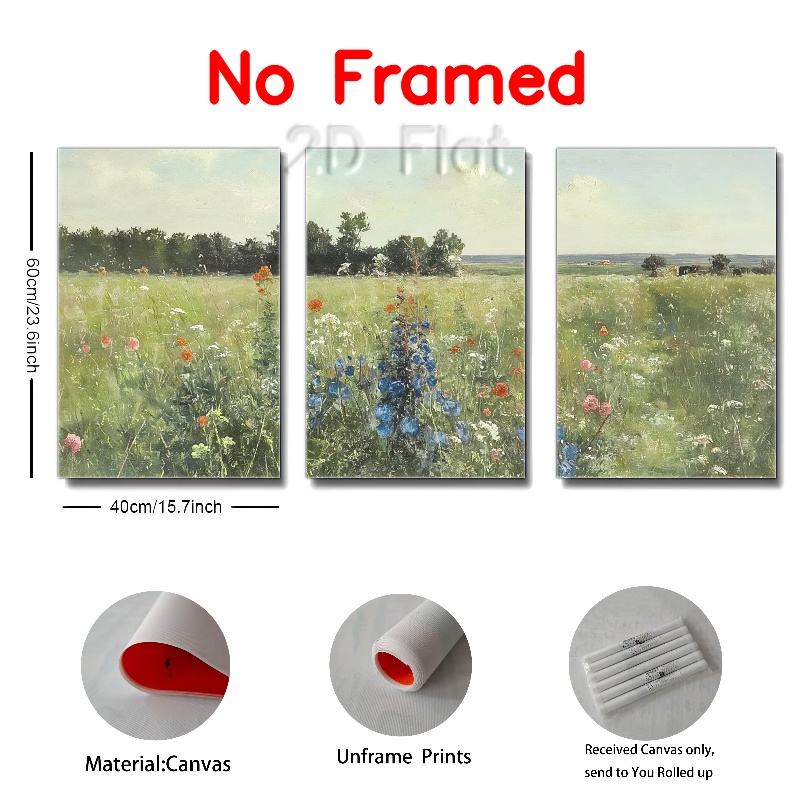 No Framed
2D Flat
60cm/23.6inch
40cm/15.7inch
Material:Canvas
Unframe Prints
Received Canvas only,
send to You Rolled up